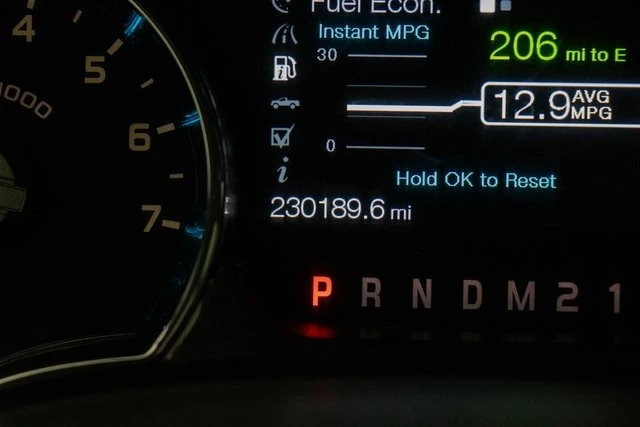 Fuel Econ.
Instant MPG
30
206 mi to E
12.9 AVG MPG
0
Hold OK to Reset
230189.6 mi
P R N D M 2 1
4
5
6
7
1000